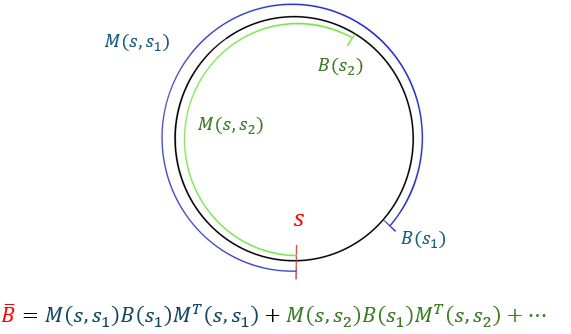 M(s,s₁)
B(s₂)
M(s,s₂)
S
B(s₁)
B̅ = M(s,s₁)B(s₁)Mᵀ(s,s₁) + M(s,s₂)B(s₁)Mᵀ(s,s₂) + ⋯